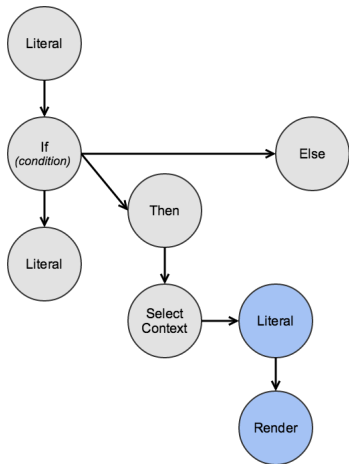 Literal
If
(condition)
Else
Then
Literal
Select
Context
Literal
Render